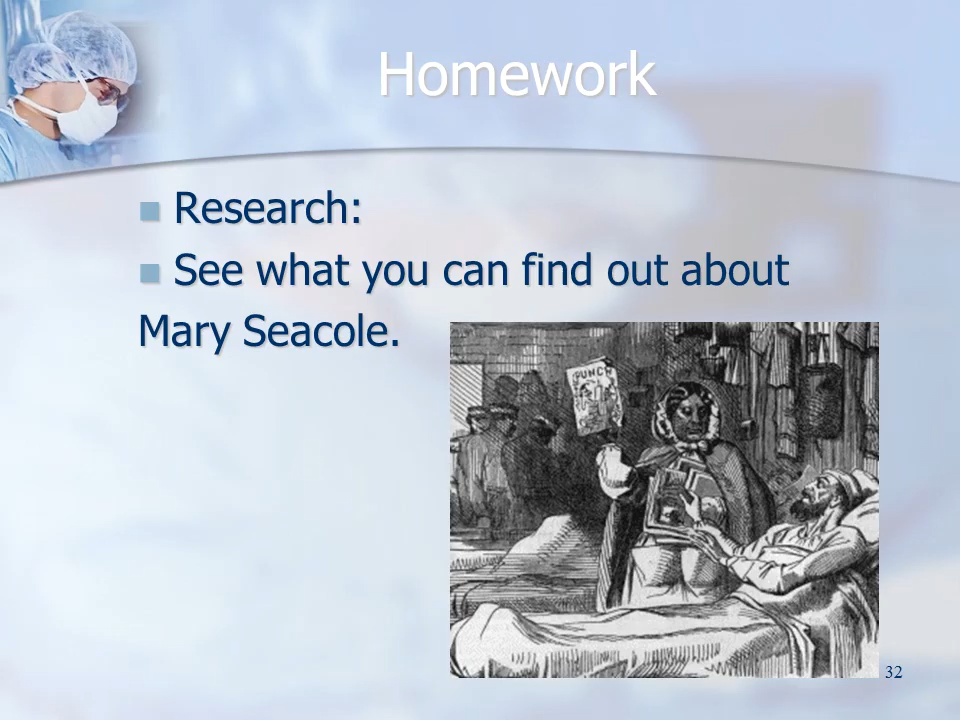 Homework
Research:
See what you can find out about
Mary Seacole.
PUNCH
32